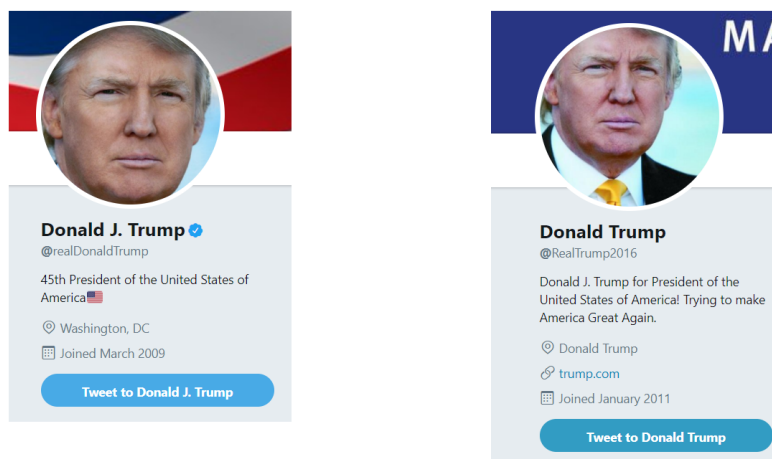 Donald J. Trump
@realDonaldTrump
45th President of the United States of
America🇺🇸
Washington, DC
Joined March 2009
Tweet to Donald J. Trump
MA
Donald Trump
@RealTrump2016
Donald J. Trump for President of the
United States of America! Trying to make
America Great Again.
Donald Trump
trump.com
Joined January 2011
Tweet to Donald Trump